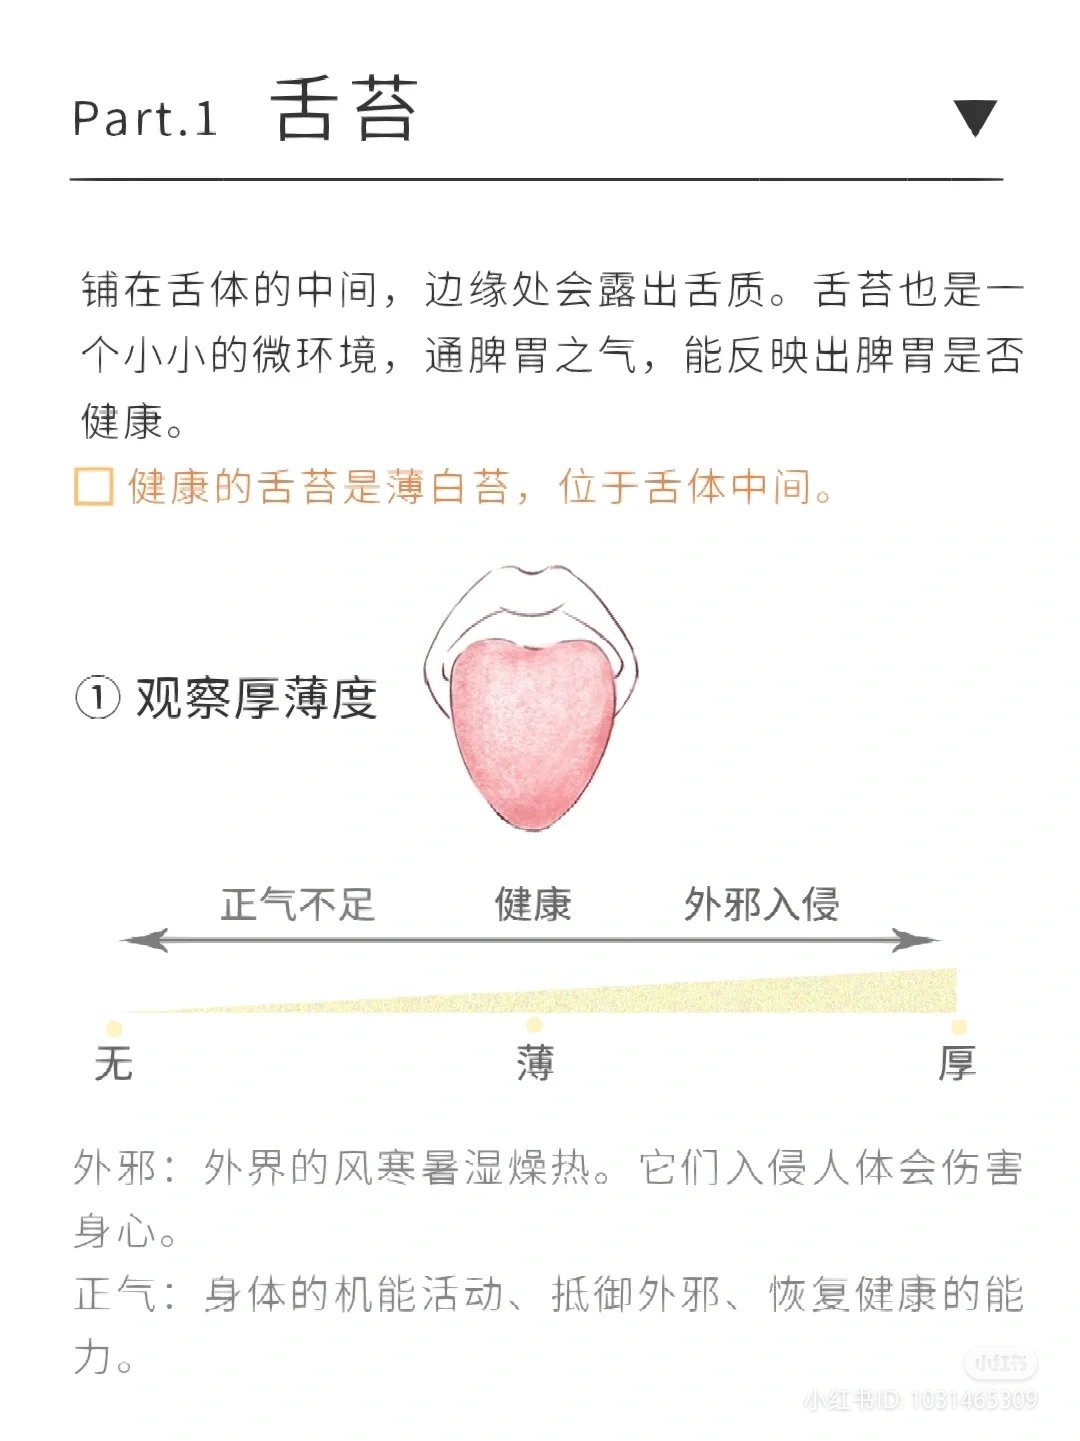 Part.1 舌苔
铺在舌体的中间，边缘处会露出舌质。舌苔也是一
个小小的微环境，通脾胃之气，能反映出脾胃是否
健康。
健康的舌苔是薄白苔，位于舌体中间。
① 观察厚薄度
正气不足 健康 外邪入侵
无 薄 厚
外邪：外界的风寒暑湿燥热。它们入侵人体会伤害
身心。
正气：身体的机能活动、抵御外邪、恢复健康的能
力。
小红书
小红书ID: 1031465309